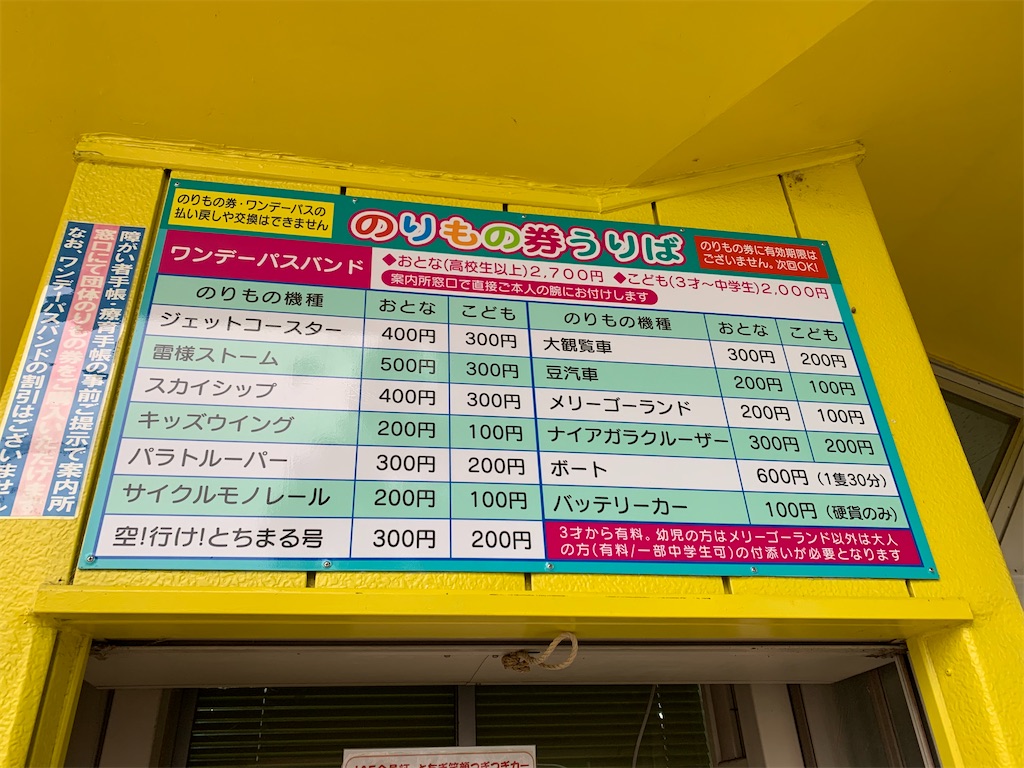 のりもの券・ワンデーパスの
払い戻しや交換はできません
のりもの券うりば
のりもの券に有効期限は
ございません。次回OK!
ワンデーパスバンド
◆おとな(高校生以上)2,700円 ◆こども(3才〜中学生)2,000円
案内所窓口で直接ご本人の腕にお付けします
のりもの機種 おとな こども
ジェットコースター 400円 300円
雷様ストーム 500円 300円
スカイシップ 400円 300円
キッズウイング 200円 100円
パラトルーパー 300円 200円
サイクルモノレール 200円 100円
空!行け!とちまる号 300円 200円
のりもの機種 おとな こども
大観覧車 300円 200円
豆汽車 200円 100円
メリーゴーランド 200円 100円
ナイアガラクルーザー 300円 200円
ボート 600円(1隻30分)
バッテリーカー 100円(硬貨のみ)
3才から有料。幼児の方はメリーゴーランド以外は大人
の方(有料/一部中学生可)の付添いが必要となります
障がい者手帳・療育手帳の事前ご提示で案内所
窓口にて団体のりもの券をご購入いただけ
なお、ワンデイパスバンドの割引はございません